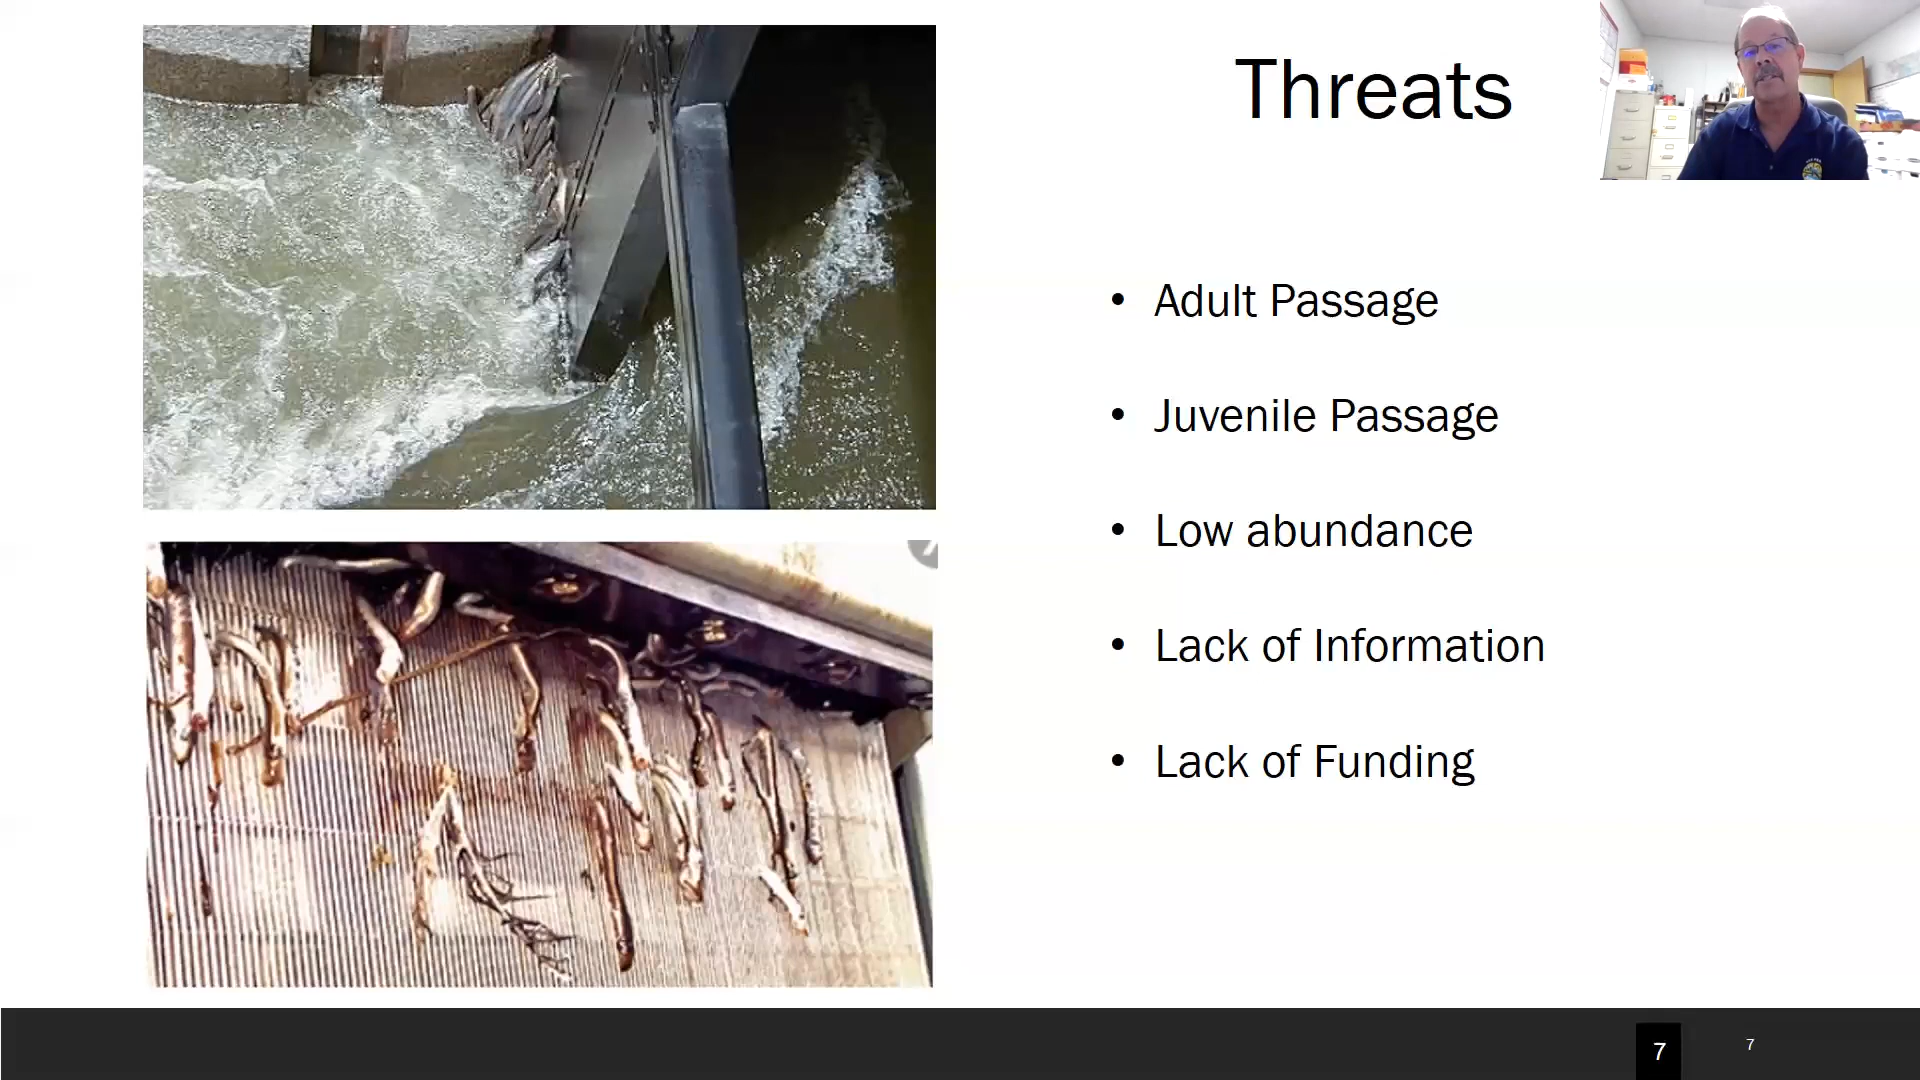 Threats
• Adult Passage
• Juvenile Passage
• Low abundance
• Lack of Information
• Lack of Funding
7
7